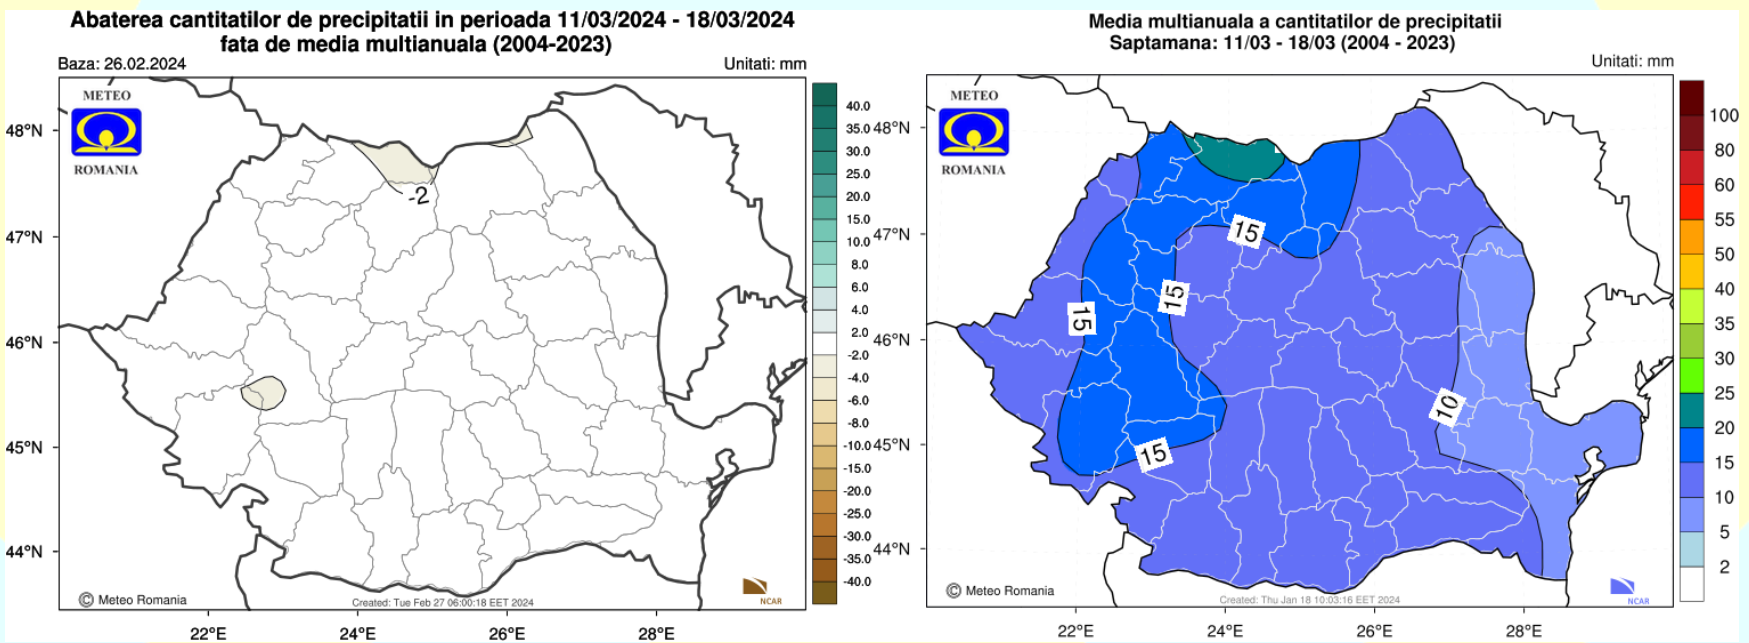 Abaterea cantitatilor de precipitatii in perioada 11/03/2024 - 18/03/2024
fata de media multianuala (2004-2023)
Baza: 26.02.2024
Unitati: mm
METEO
ROMANIA
48°N
47°N
46°N
45°N
44°N
-2
40.0
35.0
30.0
25.0
20.0
15.0
10.0
8.0
6.0
4.0
2.0
-2.0
-4.0
-6.0
-8.0
-10.0
-15.0
-20.0
-25.0
-30.0
-35.0
-40.0
© Meteo Romania
Created: Tue Feb 27 06:00:18 EET 2024
NCAR
22°E
24°E
26°E
28°E
Media multianuala a cantitatilor de precipitatii
Saptamana: 11/03 - 18/03 (2004 - 2023)
Unitati: mm
METEO
ROMANIA
48°N
47°N
46°N
45°N
44°N
15
15
15
10
15
100
80
60
55
50
40
35
30
25
20
15
10
5
2
© Meteo Romania
Created: Thu Jan 18 10:03:16 EET 2024
NCAR
22°E
24°E
26°E
28°E